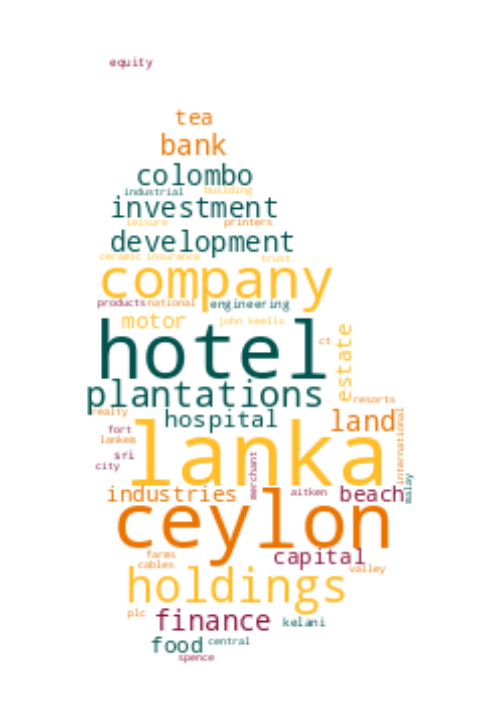 equity
tea
bank
colombo
industrial building
investment
leisure printers
development
ceramic insurance trust
company
products national engineering
motor john keells
hotel
ct
estate
plantations
resorts
realty
hospital
land
international
fort
lankem
lanka
sri
city
merchant
malay
industries
aitken
beach
ceylon
farms
capital
cables
valley
holdings
plc
finance
kelani
food central
spence